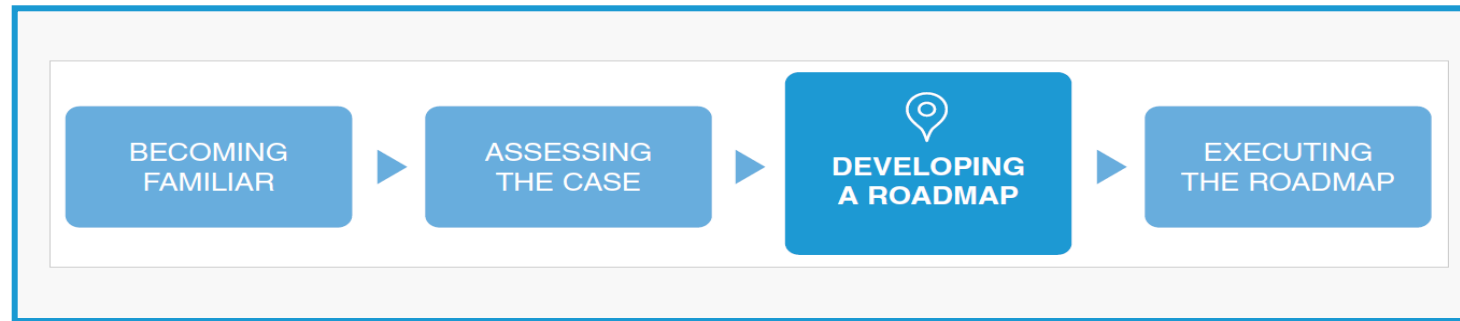 BECOMING
FAMILIAR
ASSESSING
THE CASE
DEVELOPING
A ROADMAP
EXECUTING
THE ROADMAP